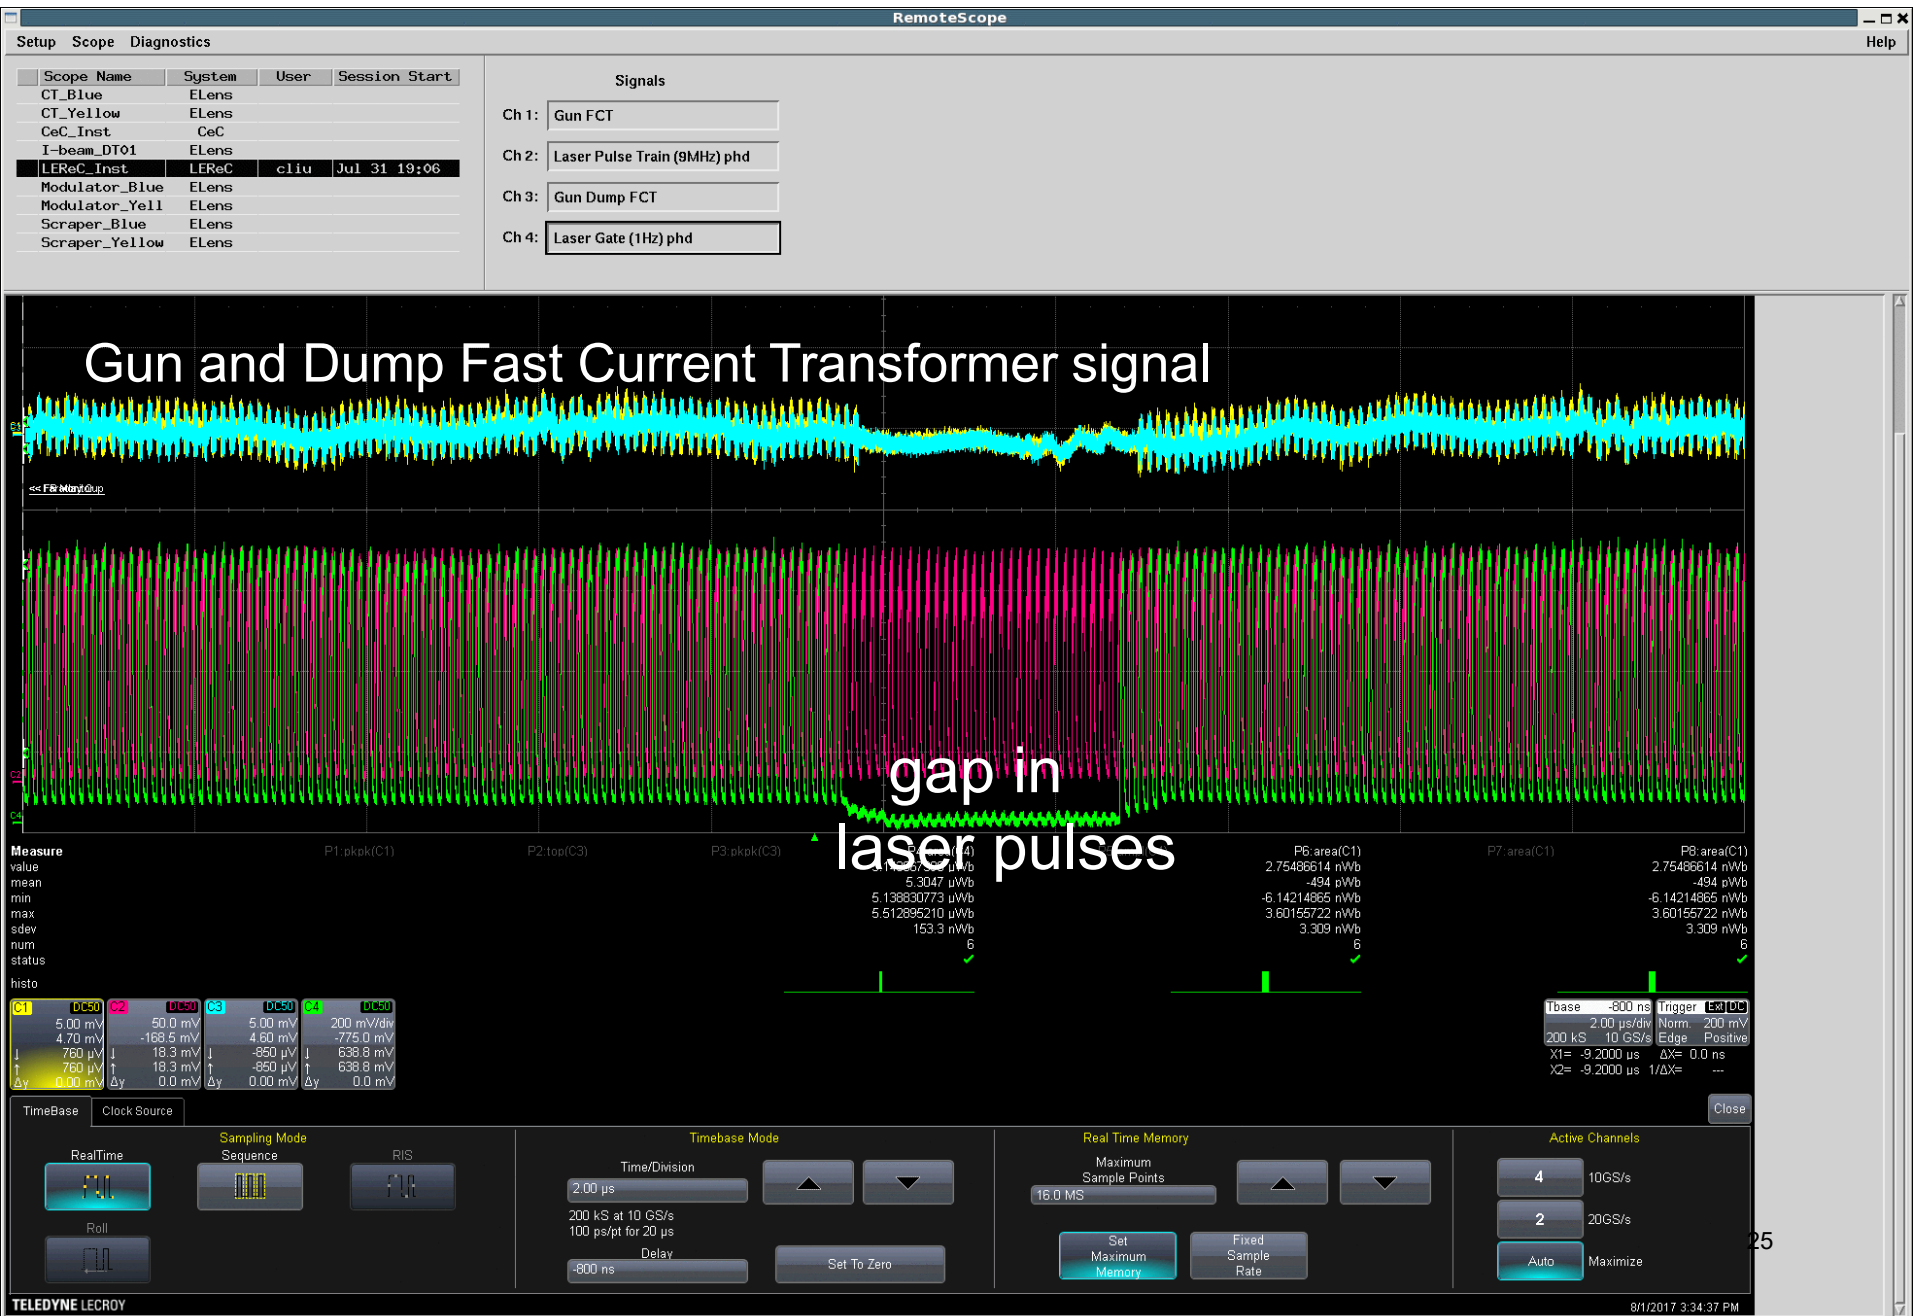 RemoteScope
Setup Scope Diagnostics Help
Scope Name System User Session Start
CT_Blue ELens
CT_Yellow ELens
CeC_Inst CeC
I-beam_DT01 ELens
LEReC_Inst LEReC cliu Jul 31 19:06
Modulator_Blue ELens
Modulator_Yell ELens
Scraper_Blue ELens
Scraper_Yellow ELens
Signals
Ch 1: Gun FCT
Ch 2: Laser Pulse Train (9MHz) phd
Ch 3: Gun Dump FCT
Ch 4: Laser Gate (1Hz) phd
Gun and Dump Fast Current Transformer signal
C2
C4
gap in
laser pulses
Measure P1:pkpk(C1) P2:top(C3) P3:pkpk(C3) P6:area(C1) P7:area(C1) P8:area(C1)
value 2.75486614 nWb 2.75486614 nWb
mean 5.3047 µWb -494 pWb -494 pWb
min 5.138830773 µWb -6.14214865 nWb -6.14214865 nWb
max 5.512895210 µWb 3.60155722 nWb 3.60155722 nWb
sdev 153.3 nWb 3.309 nWb 3.309 nWb
num 6 6 6
status
histo
C1 DC50 C2 DC50 C3 DC50 C4 DC50
5.00 mV 50.0 mV 5.00 mV 200 mV/div
4.70 mV -168.5 mV 4.60 mV -775.0 mV
↓ 760 µV ↓ 18.3 mV ↓ -850 µV ↓ 638.8 mV
↑ 760 µV ↑ 18.3 mV ↑ -850 µV ↑ 638.8 mV
Δy 0.00 mV Δy 0.0 mV Δy 0.00 mV Δy 0.0 mV
Tbase -800 ns Trigger Ext DC
2.00 µs/div Norm. 200 mV
200 kS 10 GS/s Edge Positive
X1= -9.2000 µs ΔX= 0.0 ns
X2= -9.2000 µs 1/ΔX= ---
TimeBase Clock Source Close
Sampling Mode
RealTime Sequence RIS
Roll
Timebase Mode
Time/Division
2.00 µs
200 kS at 10 GS/s
100 ps/pt for 20 µs
Delay
-800 ns
Set To Zero
Real Time Memory
Maximum
Sample Points
16.0 MS
Set
Maximum
Memory
Fixed
Sample
Rate
Active Channels
4 10GS/s
2 20GS/s
Auto Maximize
25
TELEDYNE LECROY 8/1/2017 3:34:37 PM